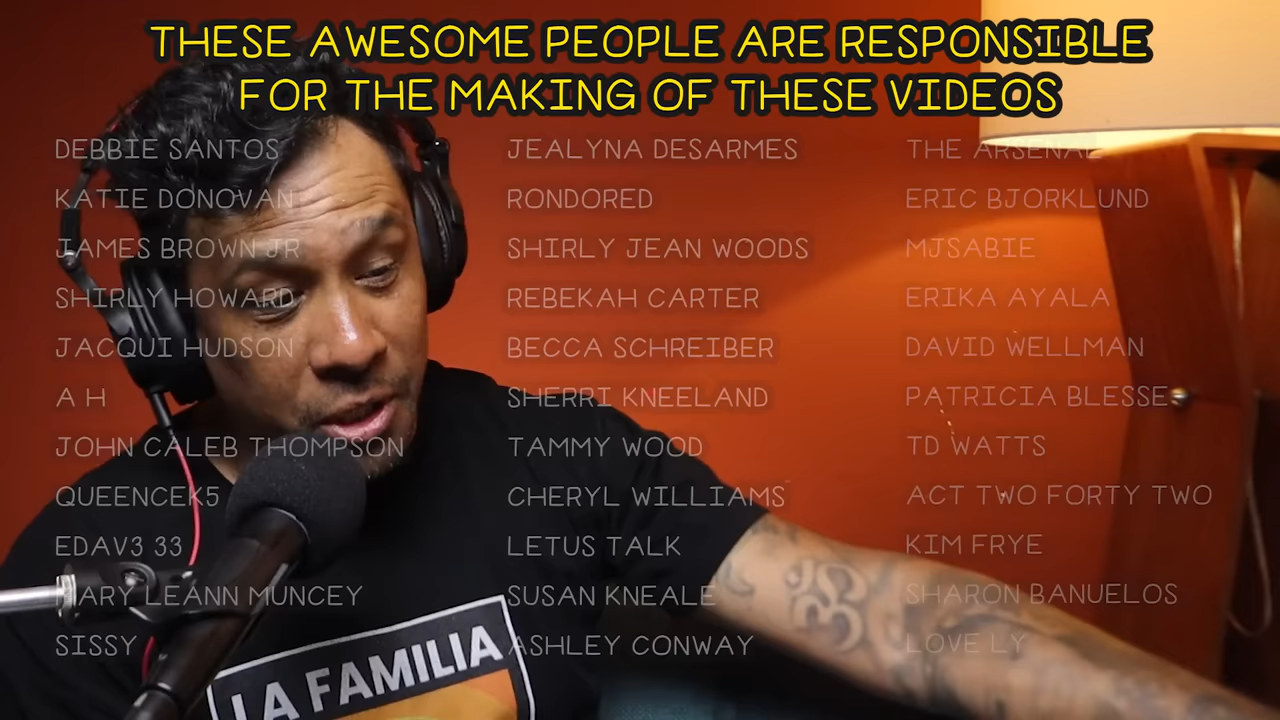 THESE AWESOME PEOPLE ARE RESPONSIBLE
FOR THE MAKING OF THESE VIDEOS
DEBBIE SANTOS
KATIE DONOVAN
JAMES BROWN JR
SHIRLY HOWARD
JACQUI HUDSON
A H
JOHN CALEB THOMPSON
QUEENCEK5
EDAV3 33
MARY LEANN MUNCEY
SISSY
JEALYNA DESARMES
RONDORED
SHIRLY JEAN WOODS
REBEKAH CARTER
BECCA SCHREIBER
SHERRI KNEELAND
TAMMY WOOD
CHERYL WILLIAMS
LETUS TALK
SUSAN KNEALE
ASHLEY CONWAY
THE ARSENAL
ERIC BJORKLUND
MJSABIE
ERIKA AYALA
DAVID WELLMAN
PATRICIA BLESSE
TD WATTS
ACT TWO FORTY TWO
KIM FRYE
SHARON BANUELOS
LOVE LY
LA FAMILIA
ॐ